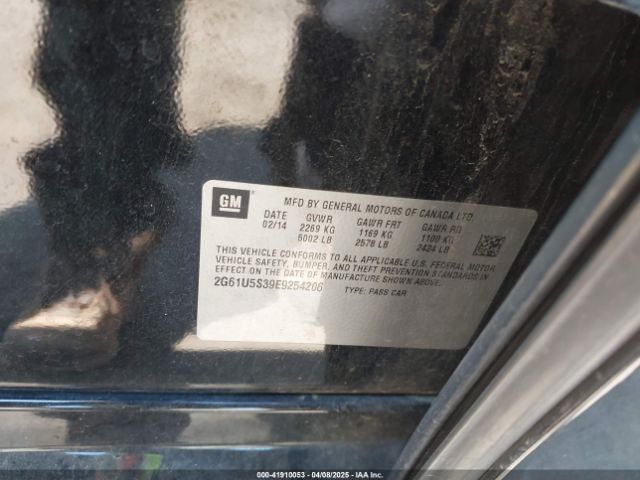 GM
MFD BY GENERAL MOTORS OF CANADA LTD.
DATE GVWR GAWR FRT GAWR RR
02/14 2269 KG 1169 KG 1100 KG
5002 LB 2578 LB 2424 LB
THIS VEHICLE CONFORMS TO ALL APPLICABLE U.S. FEDERAL MOTOR
VEHICLE SAFETY, BUMPER, AND THEFT PREVENTION STANDARDS IN
EFFECT ON THE DATE OF MANUFACTURE SHOWN ABOVE.
2G61U5S39E9254206 TYPE: PASS CAR
000-41910053 | 04/08/2025 - IAA Inc.